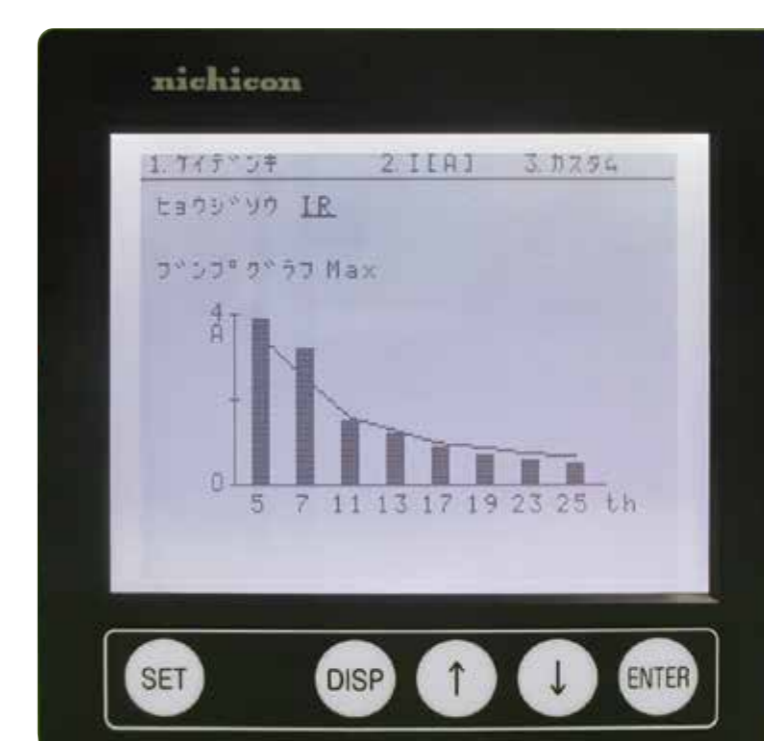 nichicon
1.ケイデンキ 2.I[A] 3.カスタム
ヒョウジソウ IR
ブンプグラフ Max
4
A
0
5 7 11 13 17 19 23 25 th
SET DISP ↑ ↓ ENTER